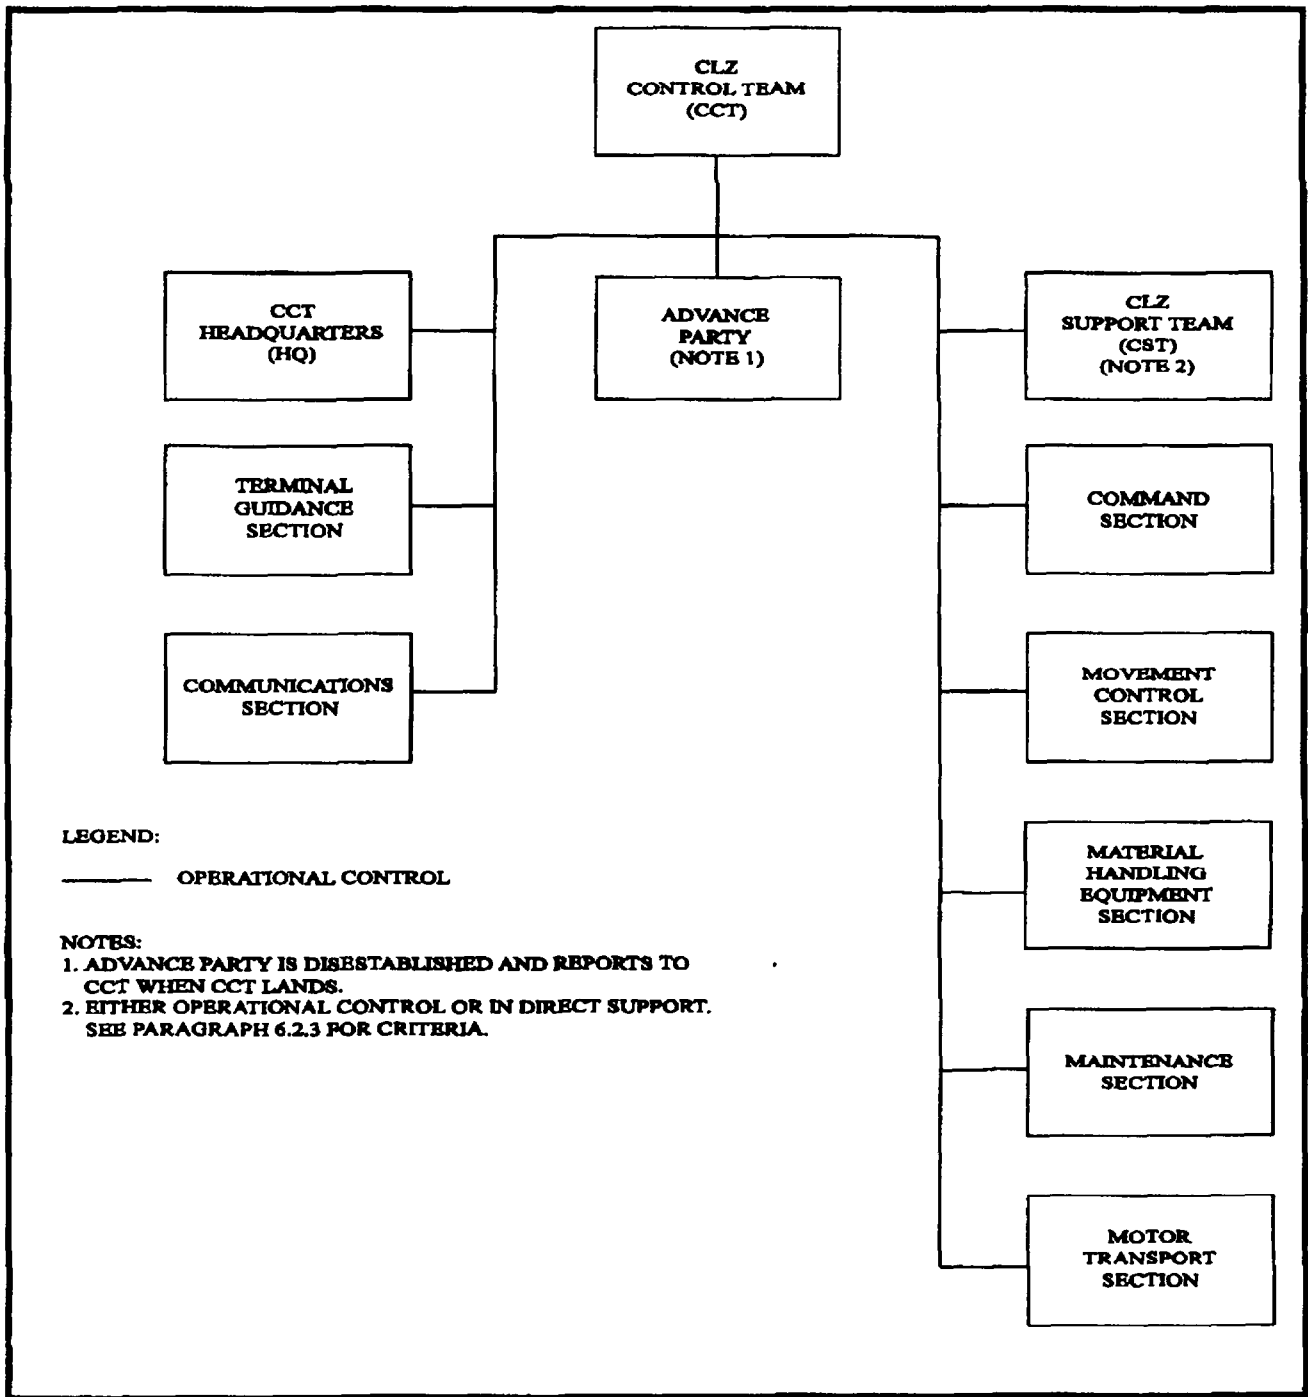 CLZ
CONTROL TEAM
(CCT)
CCT
HEADQUARTERS
(HQ)
ADVANCE
PARTY
(NOTE 1)
CLZ
SUPPORT TEAM
(CST)
(NOTE 2)
TERMINAL
GUIDANCE
SECTION
COMMAND
SECTION
COMMUNICATIONS
SECTION
MOVEMENT
CONTROL
SECTION
MATERIAL
HANDLING
EQUIPMENT
SECTION
MAINTENANCE
SECTION
MOTOR
TRANSPORT
SECTION
LEGEND:
OPERATIONAL CONTROL
NOTES:
1. ADVANCE PARTY IS DISESTABLISHED AND REPORTS TO
CCT WHEN CCT LANDS.
2. EITHER OPERATIONAL CONTROL OR IN DIRECT SUPPORT.
SEE PARAGRAPH 6.2.3 FOR CRITERIA.